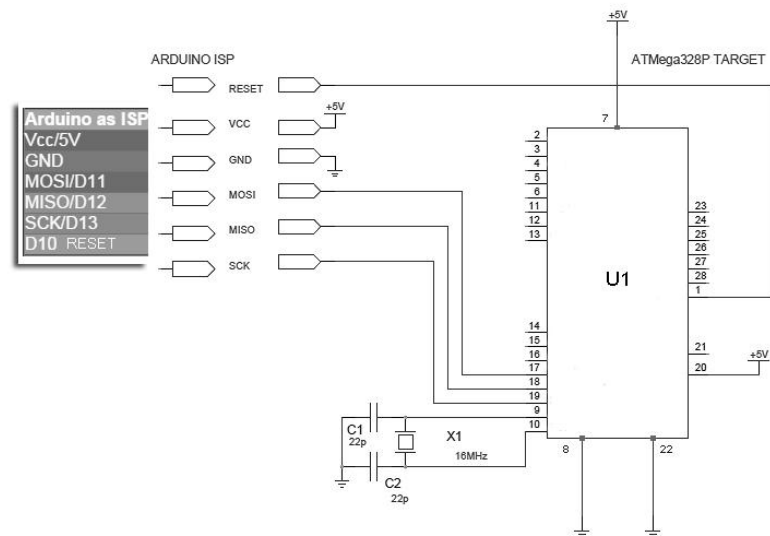 +5V
ARDUINO ISP
ATMega328P TARGET
RESET
Arduino as ISP
Vcc/5V
GND
MOSI/D11
MISO/D12
SCK/D13
D10 RESET
VCC
+5V
GND
MOSI
MISO
SCK
7
2
3
4
5
6
11
12
13
14
15
16
17
18
19
9
10
U1
23
24
25
26
27
28
1
21
20
+5V
8
22
C1
22p
X1
16MHz
C2
22p